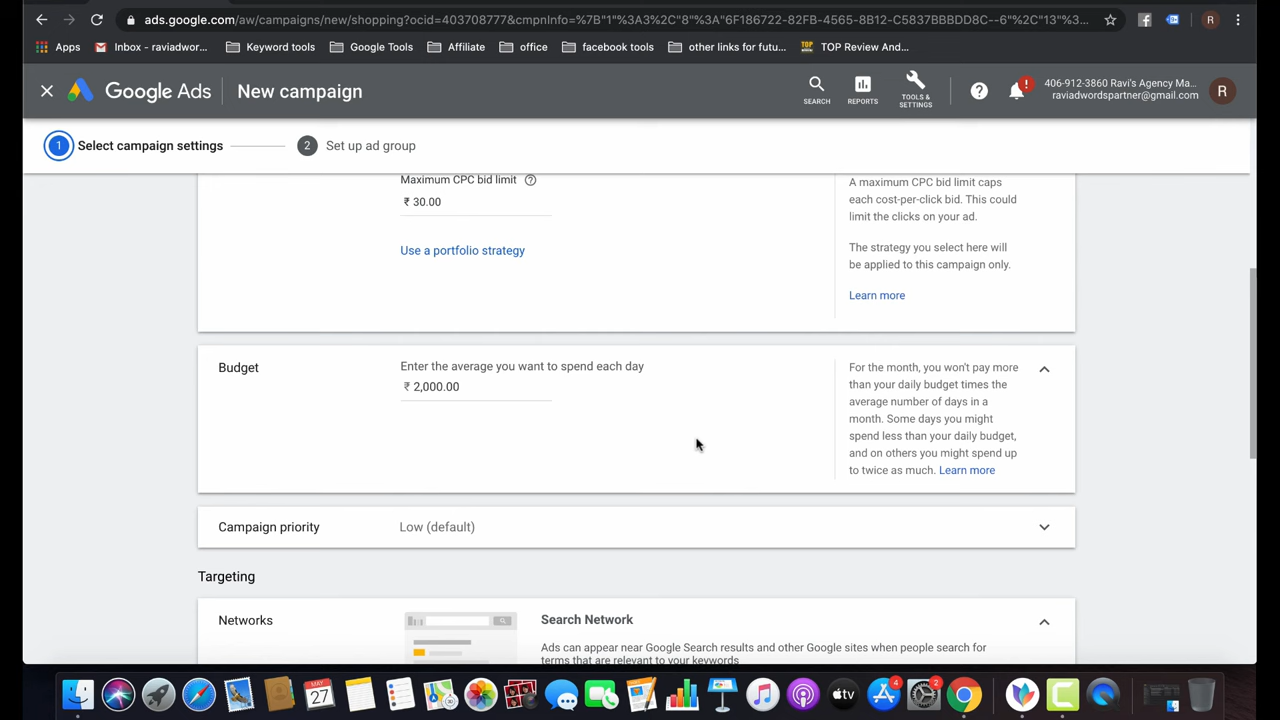 ads.google.com/aw/campaigns/new/shopping?ocid=403708777&cmpnInfo=%7B"1"%3A3%2C"8"%3A"6F186722-82FB-4565-8B12-C5837BBBDD8C--6"%2C"13"%3...
R
Apps
Inbox - raviadwor...
Keyword tools
Google Tools
Affiliate
office
facebook tools
other links for futu...
TOP Review And...
Google Ads
New campaign
SEARCH
REPORTS
TOOLS & SETTINGS
406-912-3860 Ravi's Agency Ma...
raviadwordspartner@gmail.com
R
1 Select campaign settings
2 Set up ad group
Maximum CPC bid limit
₹ 30.00
Use a portfolio strategy
A maximum CPC bid limit caps
each cost-per-click bid. This could
limit the clicks on your ad.
The strategy you select here will
be applied to this campaign only.
Learn more
Budget
Enter the average you want to spend each day
₹ 2,000.00
For the month, you won't pay more
than your daily budget times the
average number of days in a
month. Some days you might
spend less than your daily budget,
and on others you might spend up
to twice as much. Learn more
Campaign priority
Low (default)
Targeting
Networks
Search Network
Ads can appear near Google Search results and other Google sites when people search for
terms that are relevant to your keywords
MAY
27
tv
4
2